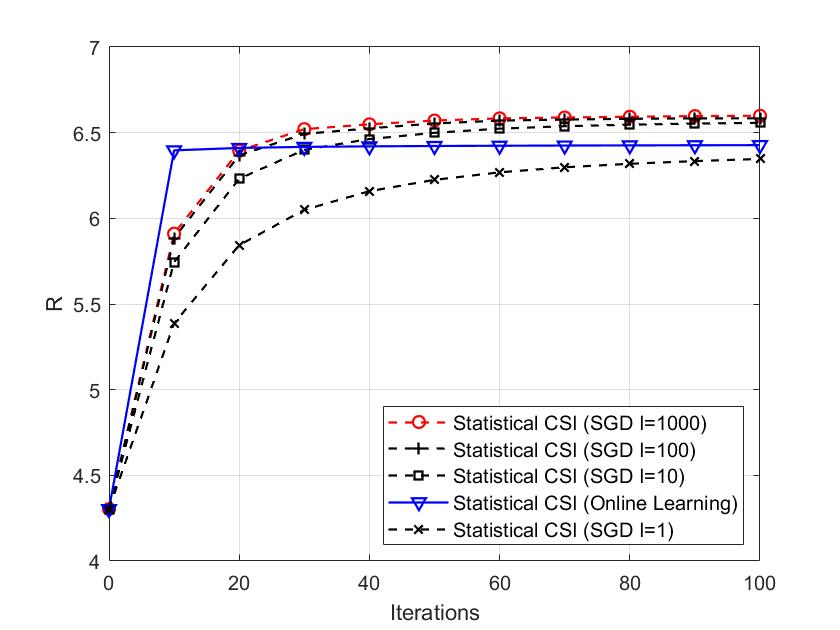 7
6.5
6
5.5
5
4.5
4
R
Statistical CSI (SGD I=1000)
Statistical CSI (SGD I=100)
Statistical CSI (SGD I=10)
Statistical CSI (Online Learning)
Statistical CSI (SGD I=1)
0 20 40 60 80 100
Iterations